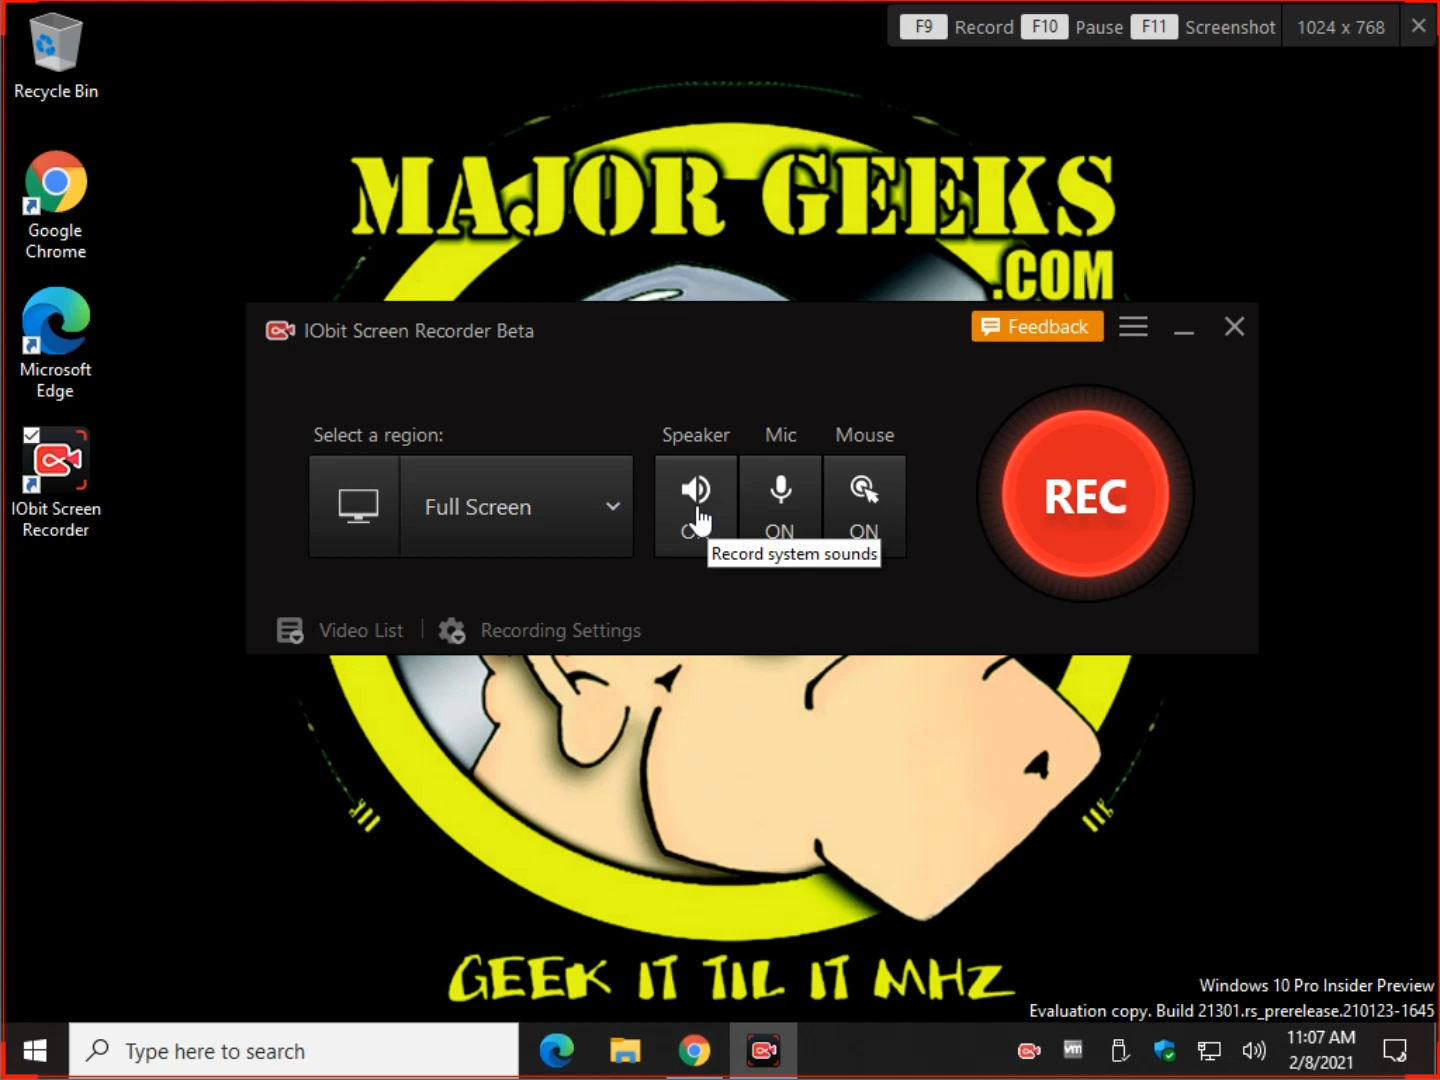 F9 Record F10 Pause F11 Screenshot 1024 x 768
Recycle Bin
Google
Chrome
Microsoft
Edge
IObit Screen
Recorder
MAJOR GEEKS
.COM
IObit Screen Recorder Beta
Feedback
Select a region:
Full Screen
Speaker Mic Mouse
ON ON
Record system sounds
REC
Video List
Recording Settings
GEEK IT TIL IT MHZ
Windows 10 Pro Insider Preview
Evaluation copy. Build 21301.rs_prerelease.210123-1645
Type here to search
vm
11:07 AM
2/8/2021